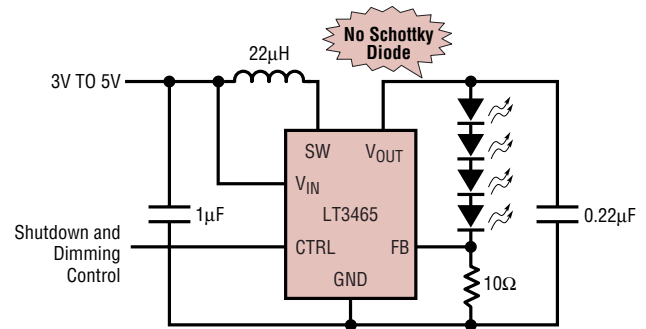 No Schottky
Diode
22µH
3V TO 5V
SW
VOUT
VIN
1µF
LT3465
0.22µF
Shutdown and
Dimming
Control
CTRL
FB
GND
10Ω